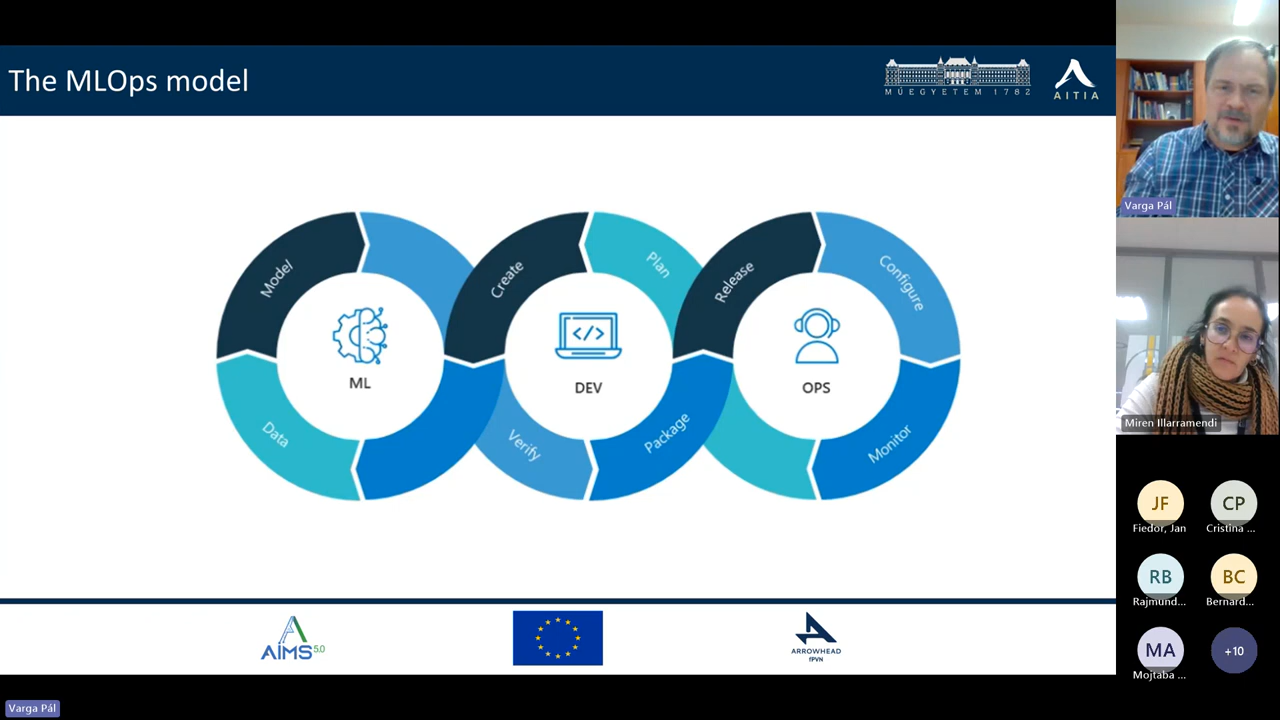 The MLOps model
MŰEGYETEM 1782
AITIA
Model
Data
ML
Create
Plan
Verify
Package
DEV
Release
Configure
Monitor
OPS
AIMS 5.0
ARROWHEAD
fPVN
Varga Pál
Miren Illarramendi
JF
Fiedor, Jan
CP
Cristina ...
RB
Rajmund...
BC
Bernard...
MA
Mojtaba ...
+10
Varga Pál